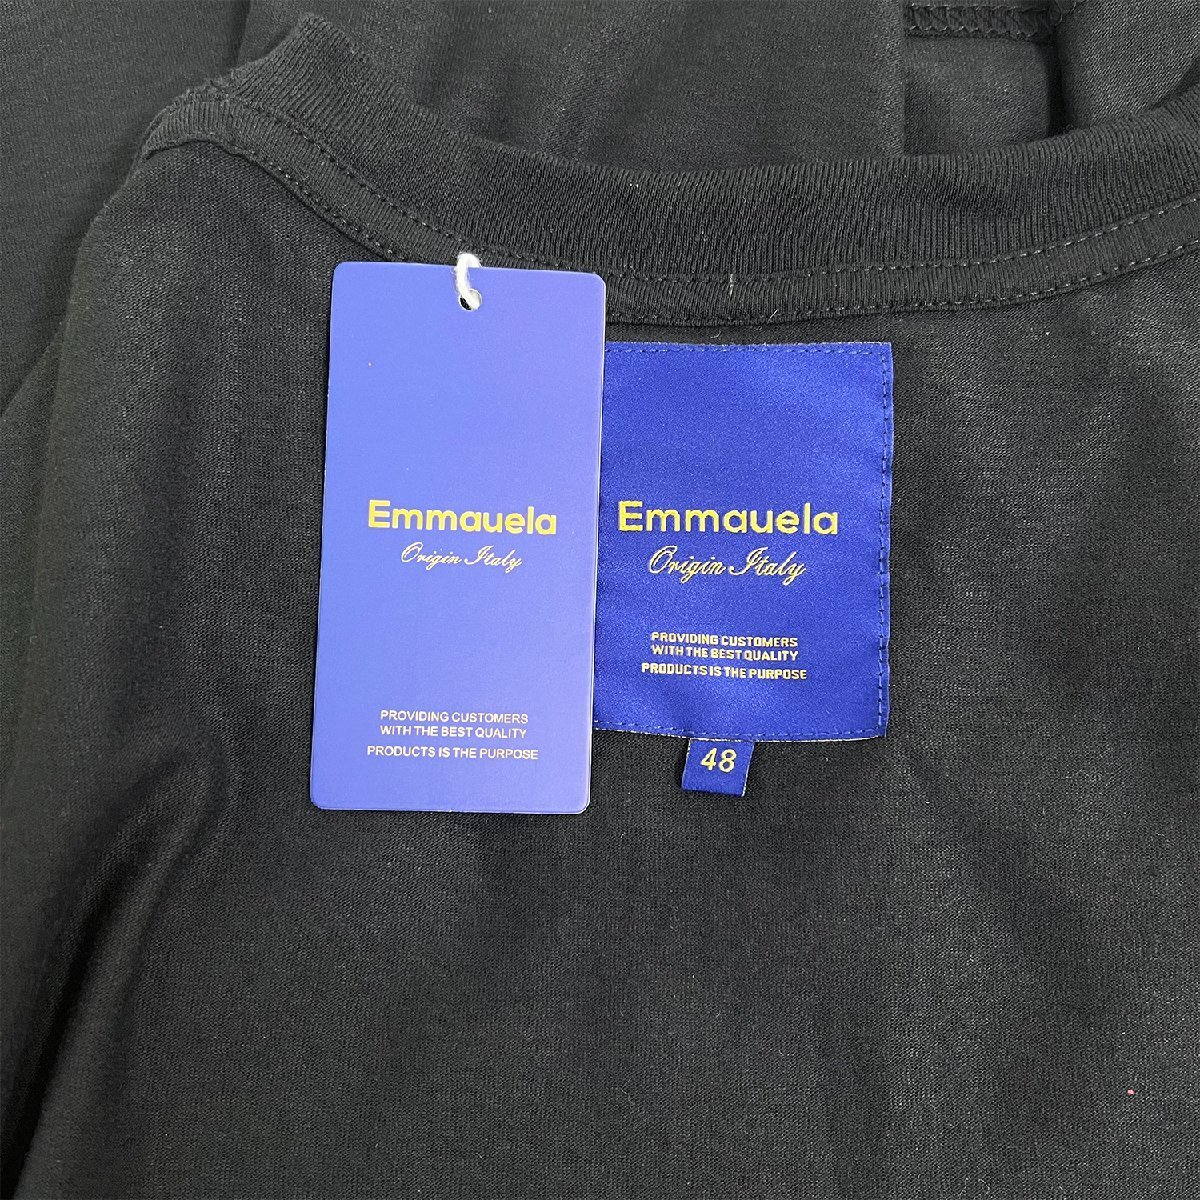 Emmauela
Origin Italy
PROVIDING CUSTOMERS
WITH THE BEST QUALITY
PRODUCTS IS THE PURPOSE
Emmauela
Origin Italy
PROVIDING CUSTOMERS
WITH THE BEST QUALITY
PRODUCTS IS THE PURPOSE
48